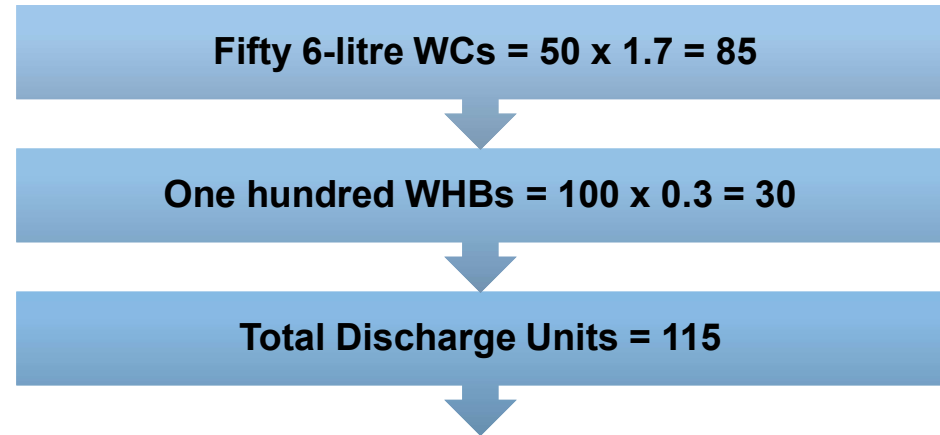 Fifty 6-litre WCs = 50 x 1.7 = 85
One hundred WHBs = 100 x 0.3 = 30
Total Discharge Units = 115